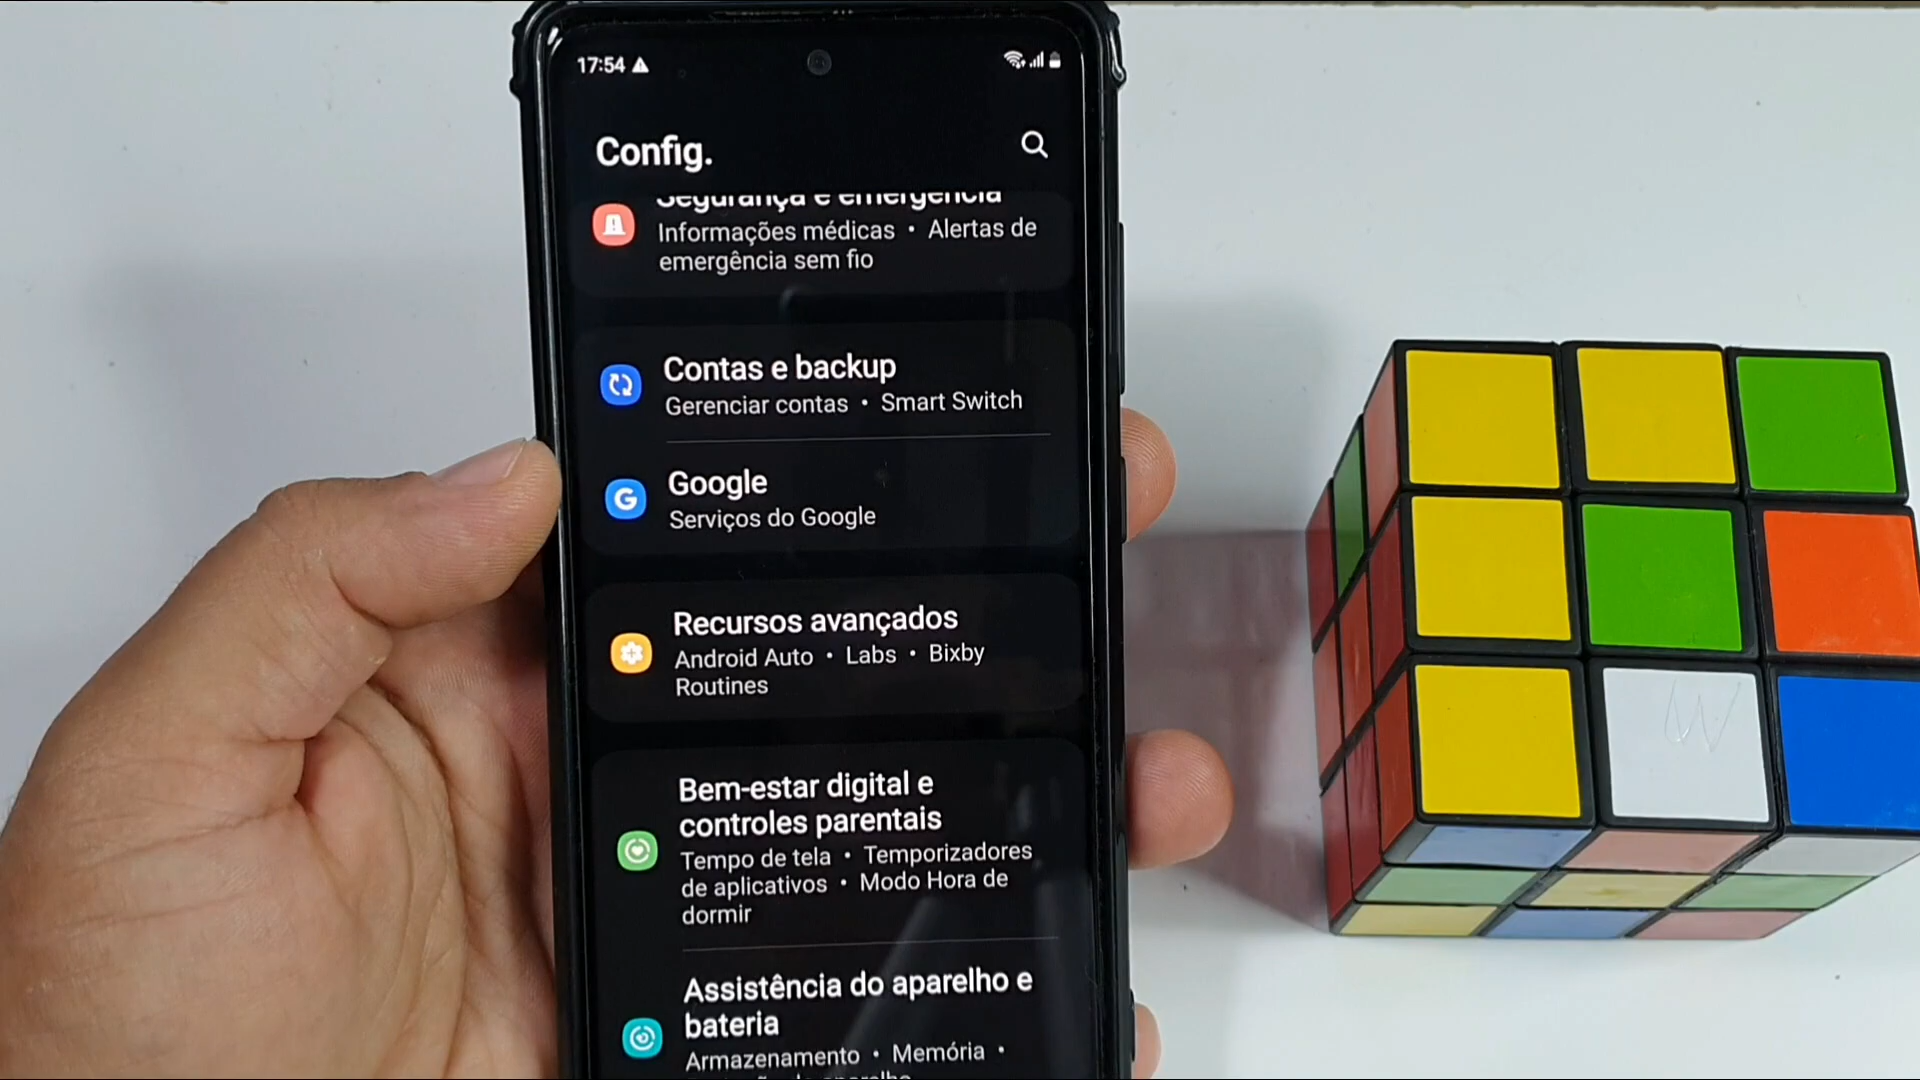 17:54
Config.
Segurança e emergência
Informações médicas • Alertas de
emergência sem fio
Contas e backup
Gerenciar contas • Smart Switch
G
Google
Serviços do Google
Recursos avançados
Android Auto • Labs • Bixby
Routines
Bem-estar digital e
controles parentais
Tempo de tela • Temporizadores
de aplicativos • Modo Hora de
dormir
Assistência do aparelho e
bateria
Armazenamento • Memória •
W